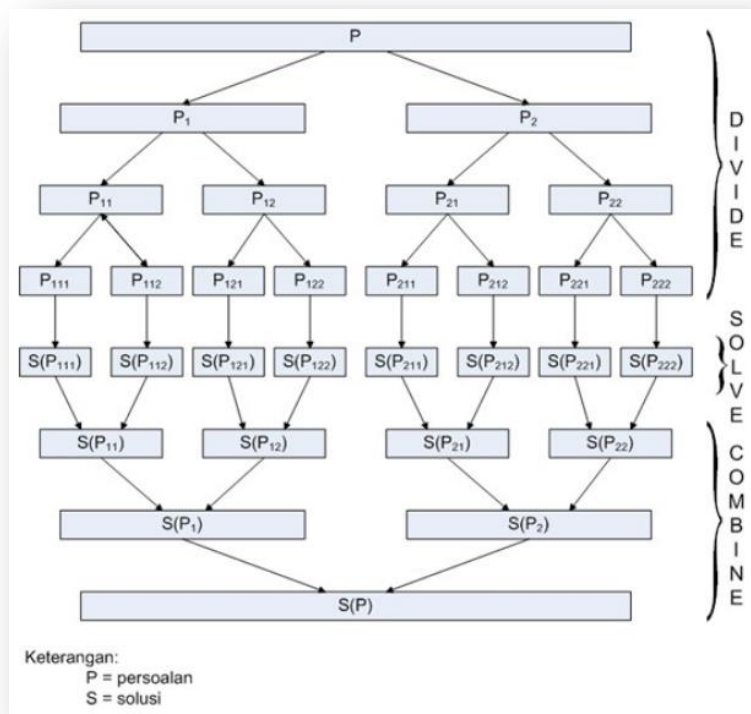 P
P₁ P₂
P₁₁ P₁₂ P₂₁ P₂₂
P₁₁₁ P₁₁₂ P₁₂₁ P₁₂₂ P₂₁₁ P₂₁₂ P₂₂₁ P₂₂₂
S(P₁₁₁) S(P₁₁₂) S(P₁₂₁) S(P₁₂₂) S(P₂₁₁) S(P₂₁₂) S(P₂₂₁) S(P₂₂₂)
S(P₁₁) S(P₁₂) S(P₂₁) S(P₂₂)
S(P₁) S(P₂)
S(P)
DIVIDE
SOLVE
COMBINE
Keterangan:
P = persoalan
S = solusi